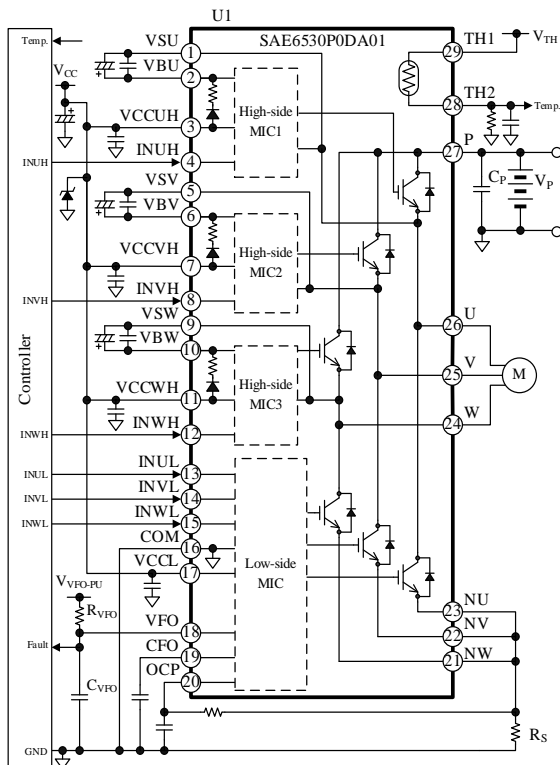 U1
SAE6530P0DA01
Controller
Temp.
VCC
INUH
INVH
INWH
INUL
INVL
INWL
VVFO-PU
RVFO
Fault
CVFO
GND
VSU
1
VBU
2
VCCUH
3
INUH
4
VSV
5
VBV
6
VCCVH
7
INVH
8
VSW
9
VBW
10
VCCWH
11
INWH
12
INUL
13
INVL
14
INWL
15
COM
16
VCCL
17
VFO
18
CFO
19
OCP
20
High-side
MIC1
High-side
MIC2
High-side
MIC3
Low-side
MIC
29
TH1
VTH
28
TH2
Temp.
27
P
CP
VP
26
U
25
V
24
W
M
23
NU
22
NV
21
NW
RS